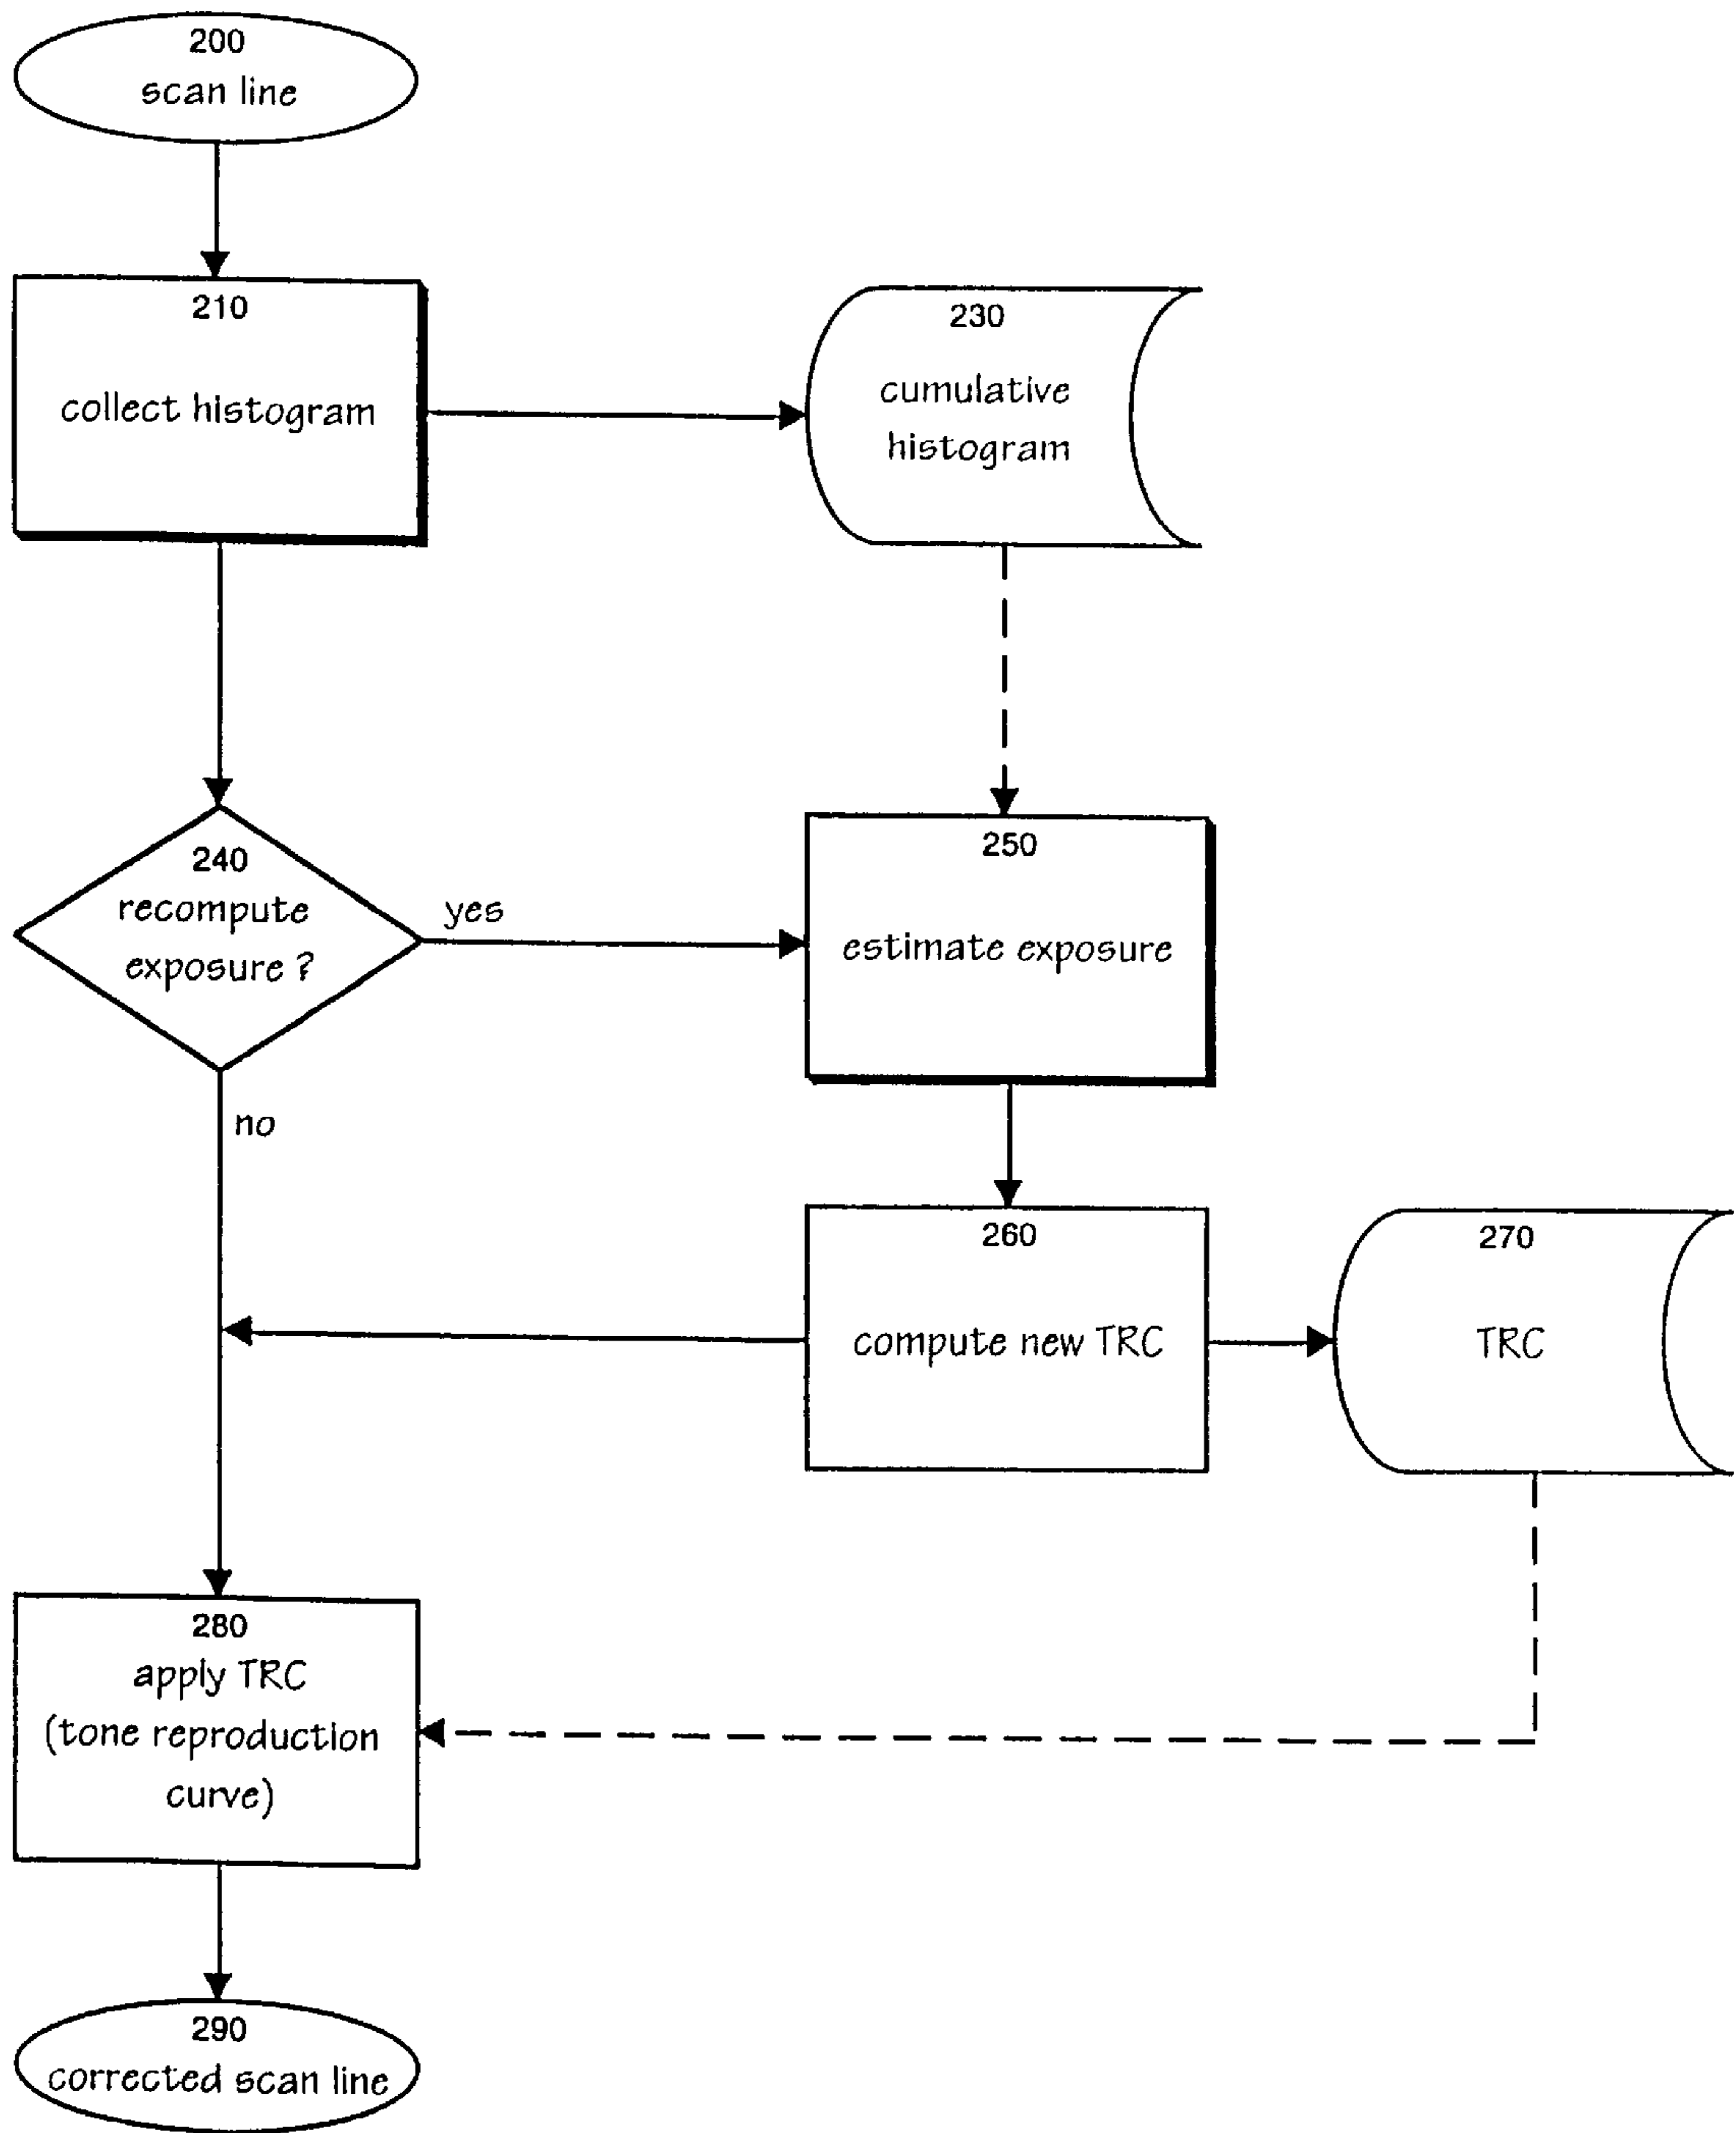 200
scan line
210
collect histogram
230
cumulative
histogram
240
recompute
exposure ?
yes
no
250
estimate exposure
260
compute new TRC
270
TRC
280
apply TRC
(tone reproduction
curve)
290
corrected scan line